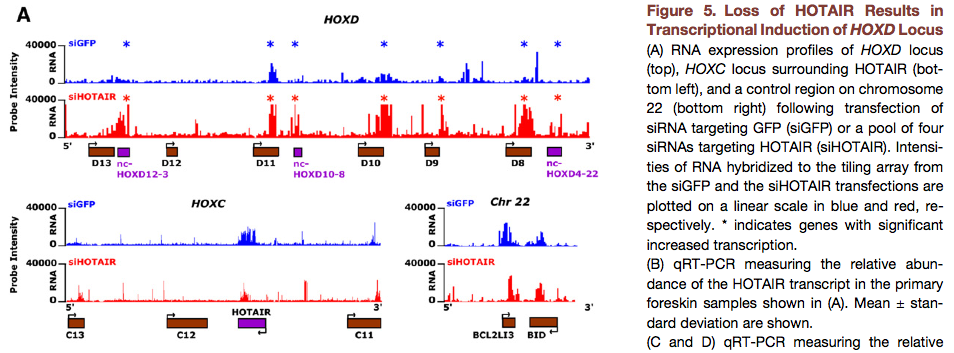 A
HOXD
siGFP
* * * * * * *
40000
RNA
0
siHOTAIR
* * * * * * *
40000
RNA
0
Probe Intensity
5' 3'
D13 nc-HOXD12-3 D12 D11 nc-HOXD10-8 D10 D9 D8 nc-HOXD4-22
HOXC
siGFP
40000
RNA
0
siHOTAIR
40000
RNA
0
Probe Intensity
5' 3'
C13 C12 HOTAIR C11
Chr 22
siGFP
40000
RNA
0
siHOTAIR
40000
RNA
0
5' 3'
BCL2LI3 BID
Figure 5. Loss of HOTAIR Results in
Transcriptional Induction of HOXD Locus
(A) RNA expression profiles of HOXD locus
(top), HOXC locus surrounding HOTAIR (bot-
tom left), and a control region on chromosome
22 (bottom right) following transfection of
siRNA targeting GFP (siGFP) or a pool of four
siRNAs targeting HOTAIR (siHOTAIR). Intensi-
ties of RNA hybridized to the tiling array from
the siGFP and the siHOTAIR transfections are
plotted on a linear scale in blue and red, re-
spectively. * indicates genes with significant
increased transcription.
(B) qRT-PCR measuring the relative abun-
dance of the HOTAIR transcript in the primary
foreskin samples shown in (A). Mean ± stan-
dard deviation are shown.
(C and D) qRT-PCR measuring the relative